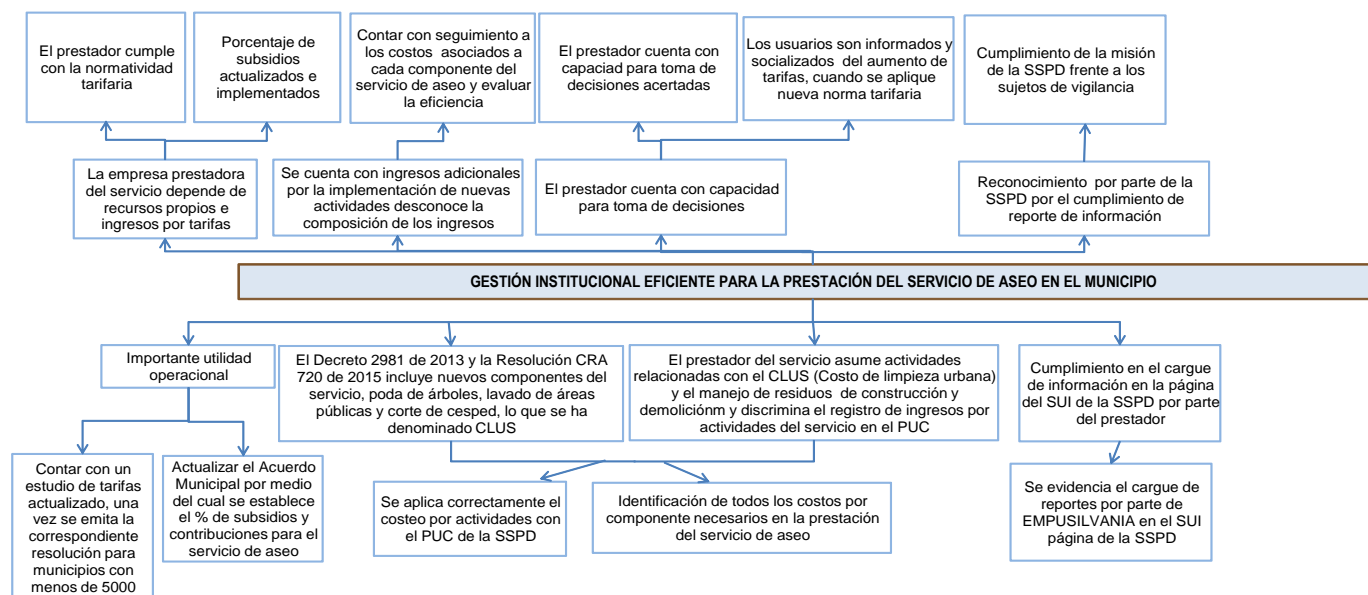 El prestador cumple
con la normatividad
tarifaria
Porcentaje de
subsidios
actualizados e
implementados
Contar con seguimiento a
los costos asociados a
cada componente del
servicio de aseo y evaluar
la eficiencia
El prestador cuenta con
capaciad para toma de
decisiones acertadas
Los usuarios son informados y
socializados del aumento de
tarifas, cuando se aplique
nueva norma tarifaria
Cumplimiento de la misión
de la SSPD frente a los
sujetos de vigilancia
La empresa prestadora
del servicio depende de
recursos propios e
ingresos por tarifas
Se cuenta con ingresos adicionales
por la implementación de nuevas
actividades desconoce la
composición de los ingresos
El prestador cuenta con capacidad
para toma de decisiones
Reconocimiento por parte de la
SSPD por el cumplimiento de
reporte de información
GESTIÓN INSTITUCIONAL EFICIENTE PARA LA PRESTACIÓN DEL SERVICIO DE ASEO EN EL MUNICIPIO
Importante utilidad
operacional
El Decreto 2981 de 2013 y la Resolución CRA
720 de 2015 incluye nuevos componentes del
servicio, poda de árboles, lavado de áreas
públicas y corte de cesped, lo que se ha
denominado CLUS
El prestador del servicio asume actividades
relacionadas con el CLUS (Costo de limpieza urbana)
y el manejo de residuos de construcción y
demoliciónm y discrimina el registro de ingresos por
actividades del servicio en el PUC
Cumplimiento en el cargue
de información en la página
del SUI de la SSPD por parte
del prestador
Contar con un
estudio de tarifas
actualizado, una
vez se emita la
correspondiente
resolución para
municipios con
menos de 5000
Actualizar el Acuerdo
Municipal por medio
del cual se establece
el % de subsidios y
contribuciones para el
servicio de aseo
Se aplica correctamente el
costeo por actividades con
el PUC de la SSPD
Identificación de todos los costos por
componente necesarios en la prestación
del servicio de aseo
Se evidencia el cargue de
reportes por parte de
EMPUSILVANIA en el SUI
página de la SSPD